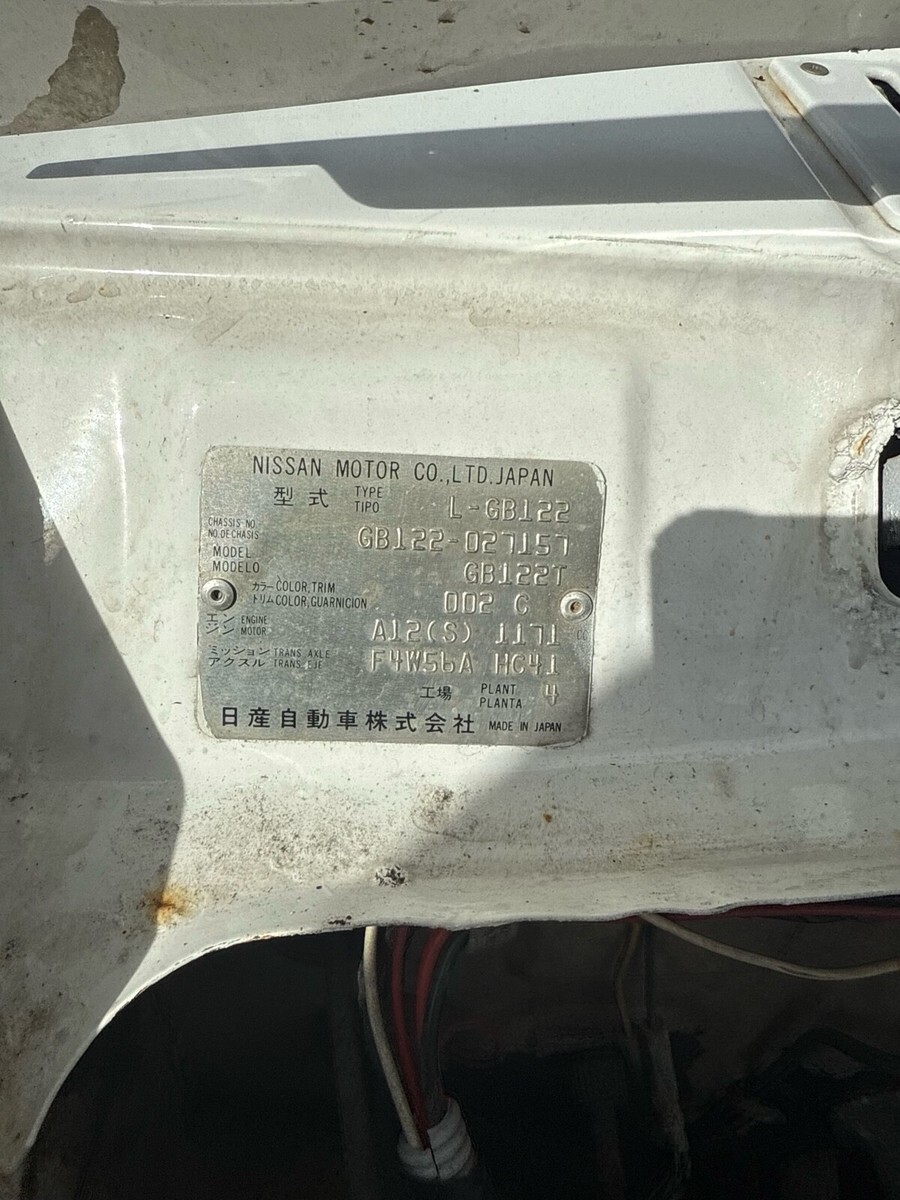 NISSAN MOTOR CO.,LTD.JAPAN
型式 TYPE TIPO L-GB122
CHASSIS NO. NO.DE CHASIS GB122-027157
MODEL MODELO GB122T
カラー COLOR,TRIM トリム COLOR,GUARNICION 002 C
エンジン ENGINE MOTOR A12(S) 1171 CC
ミッション TRANS.AXLE アクスル TRANS.EJE F4W56A HG41
工場 PLANT PLANTA 4
日産自動車株式会社 MADE IN JAPAN